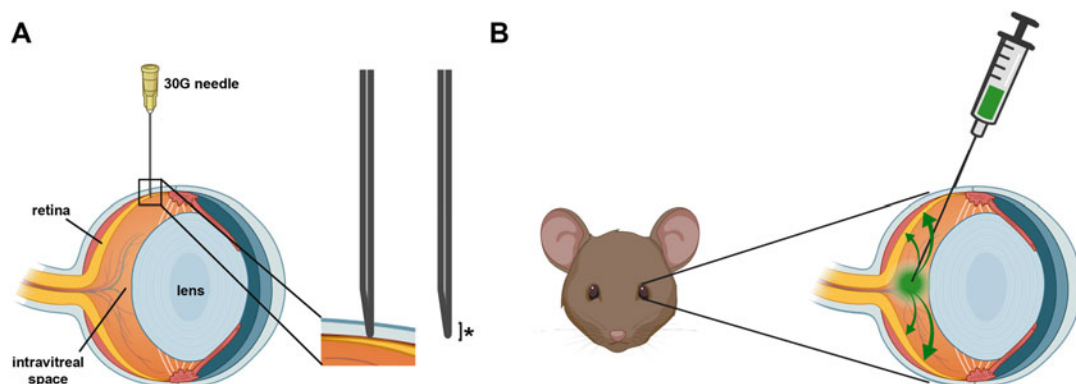 A
30G needle
retina
lens
intravitreal
space
*
B